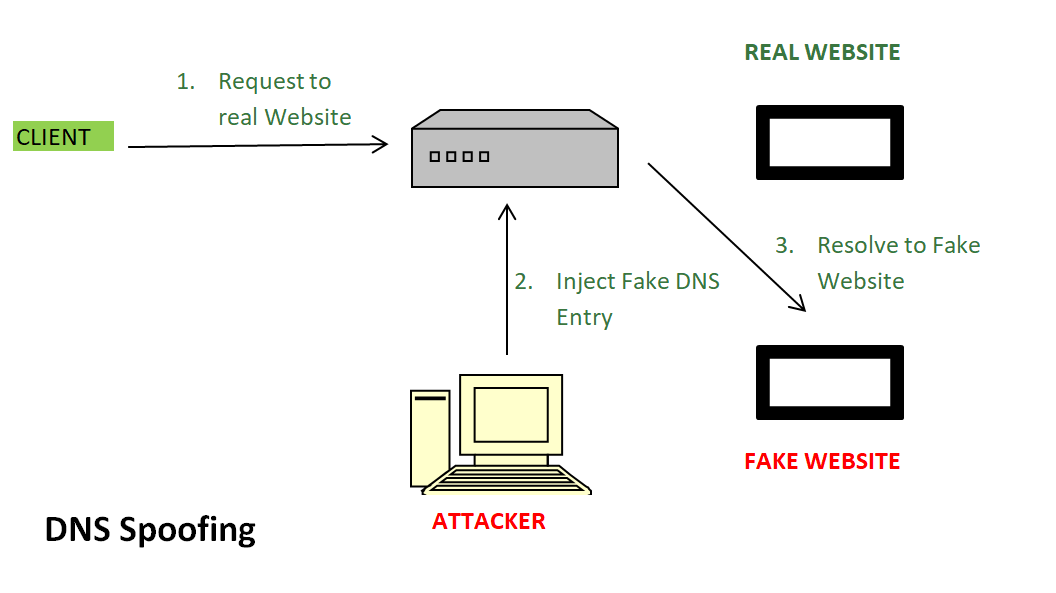 REAL WEBSITE
1. Request to
real Website
CLIENT
3. Resolve to Fake
Website
2. Inject Fake DNS
Entry
FAKE WEBSITE
ATTACKER
DNS Spoofing